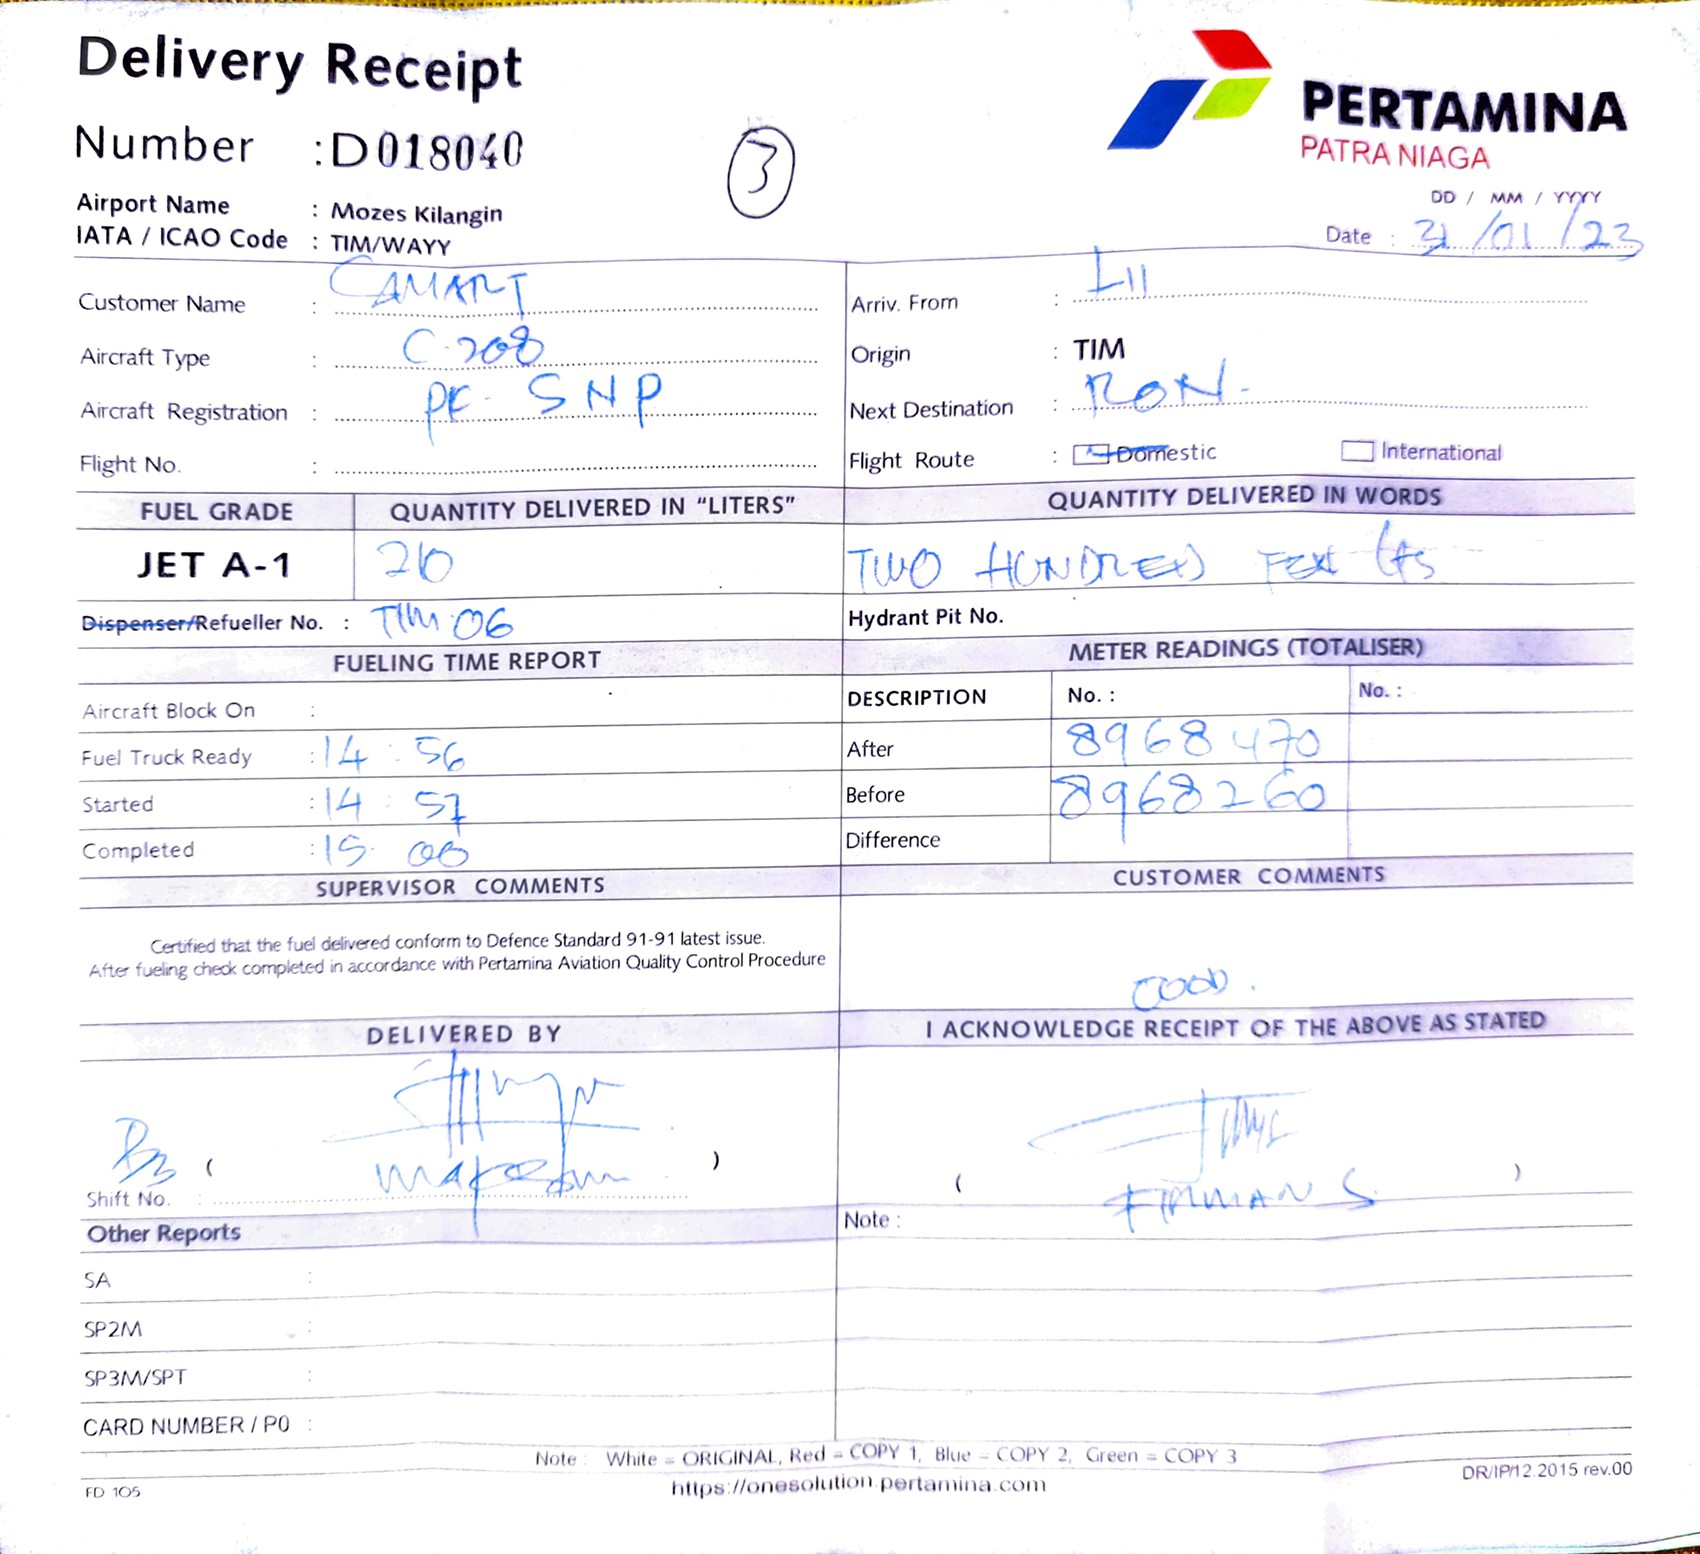 Delivery Receipt
Number : D018040
3
PERTAMINA
PATRA NIAGA
Airport Name : Mozes Kilangin
IATA / ICAO Code : TIM/WAYY
DD / MM / YYYY
Date : 31/01/23
Customer Name :
Arriv. From :
Aircraft Type : C-208
Origin : TIM
Aircraft Registration : PK-SNP
Next Destination : RON-
Flight No. :
Flight Route : Domestic International
FUEL GRADE QUANTITY DELIVERED IN "LITERS" QUANTITY DELIVERED IN WORDS
JET A-1 210 TWO HUNDRED TEN
Dispenser/Refueller No. : TIM 06 Hydrant Pit No.
FUELING TIME REPORT METER READINGS (TOTALISER)
Aircraft Block On : DESCRIPTION No. : No. :
Fuel Truck Ready : 14 : 56 After 8968470
Started : 14 : 57 Before 8968260
Completed : 15 06 Difference
SUPERVISOR COMMENTS CUSTOMER COMMENTS
Certified that the fuel delivered conform to Defence Standard 91-91 latest issue.
After fueling check completed in accordance with Pertamina Aviation Quality Control Procedure
GOOD.
DELIVERED BY I ACKNOWLEDGE RECEIPT OF THE ABOVE AS STATED
( ) ( FIRMAN S )
Shift No. :
Other Reports Note :
SA :
SP2M :
SP3M/SPT :
CARD NUMBER / PO :
Note : White = ORIGINAL, Red = COPY 1, Blue = COPY 2, Green = COPY 3
https://onesolution.pertamina.com
FD 105
DR/IP/12.2015 rev.00